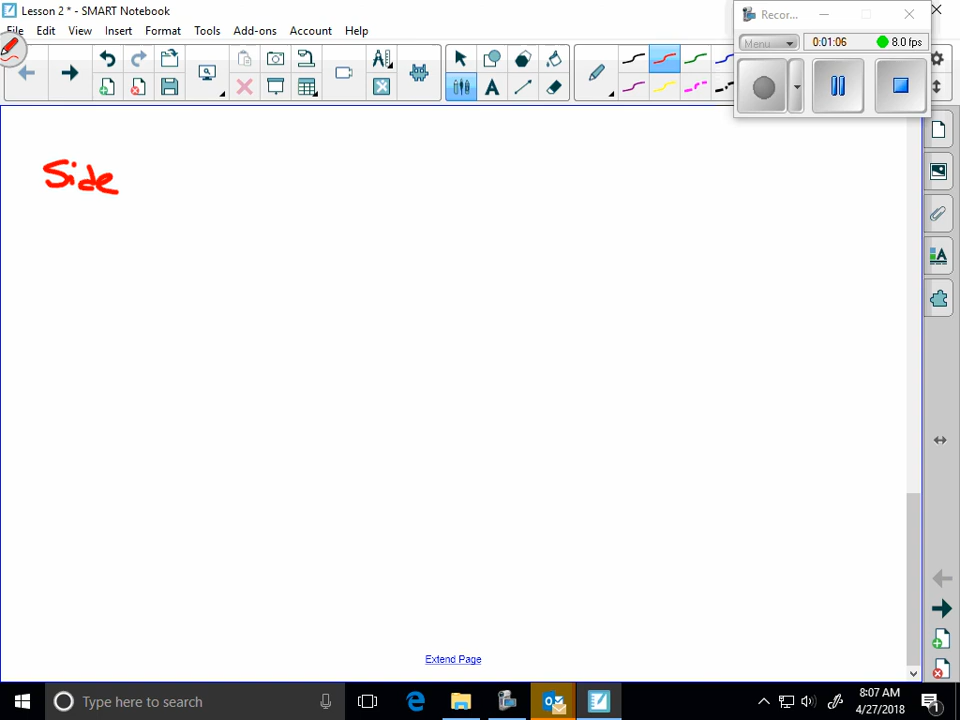 Lesson 2 * - SMART Notebook
Recor...
File Edit View Insert Format Tools Add-ons Account Help
Menu
0:01:06
8.0 fps
A
Side
Extend Page
Type here to search
8:07 AM
4/27/2018
1